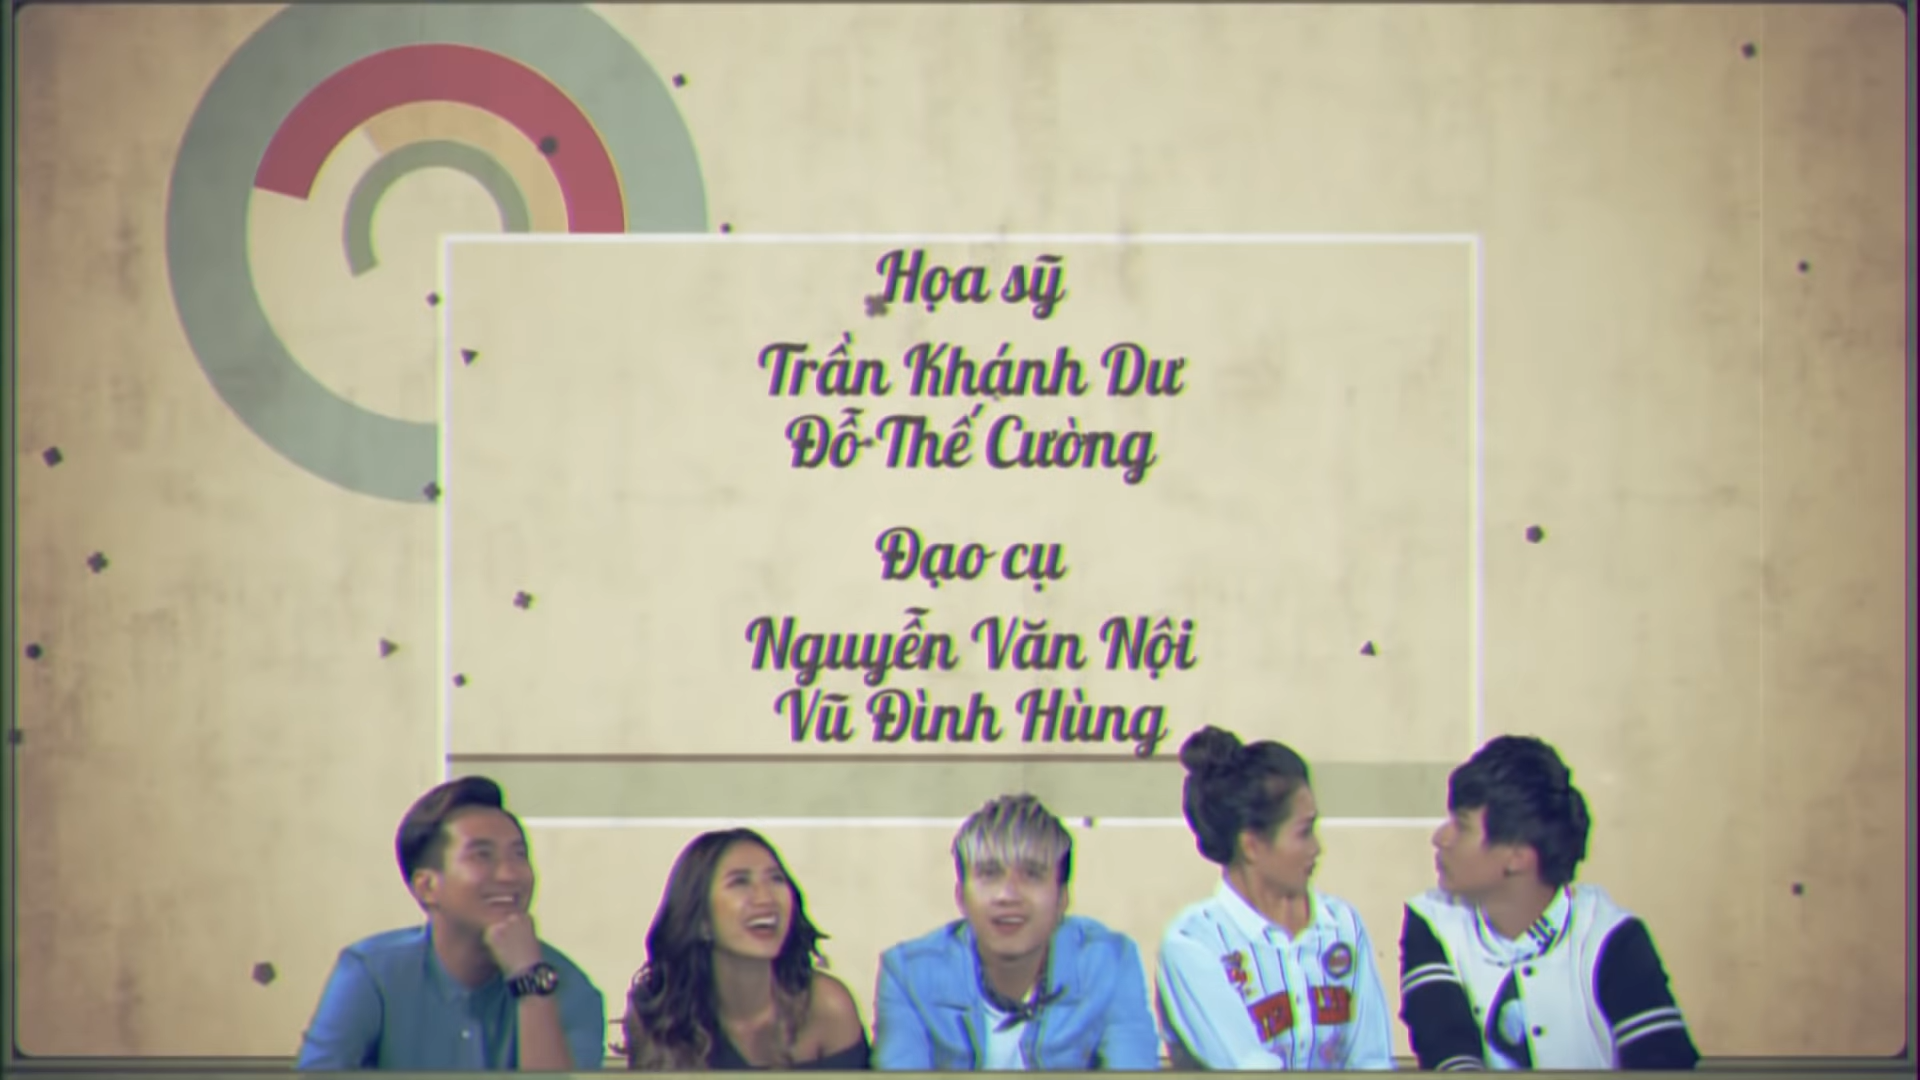 Họa sỹ
Trần Khánh Dư
Đỗ Thế Cường
Đạo cụ
Nguyễn Văn Nội
Vũ Đình Hùng